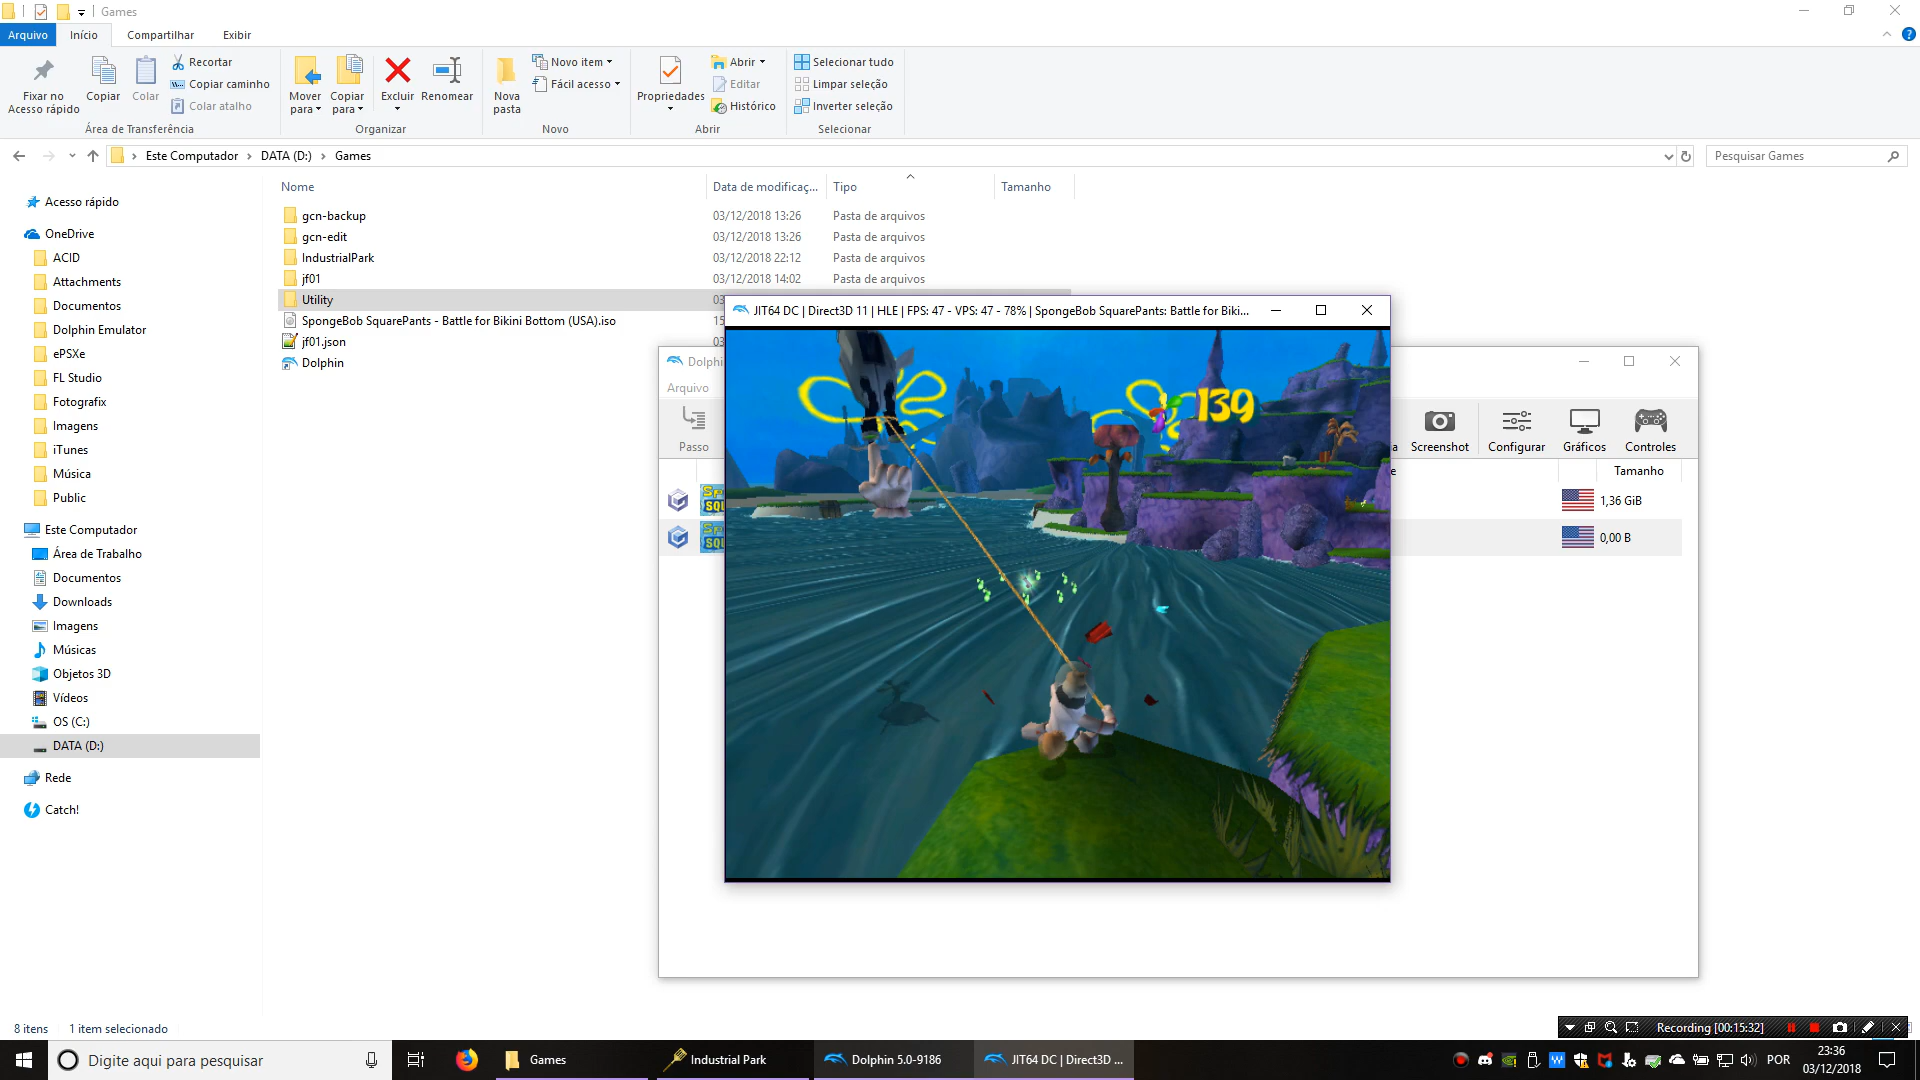 Games
Arquivo
Início
Compartilhar
Exibir
Fixar no
Acesso rápido
Copiar
Colar
Recortar
Copiar caminho
Colar atalho
Área de Transferência
Mover
para
Copiar
para
Excluir
Renomear
Organizar
Nova
pasta
Novo item
Fácil acesso
Novo
Propriedades
Abrir
Editar
Histórico
Abrir
Selecionar tudo
Limpar seleção
Inverter seleção
Selecionar
Este Computador > DATA (D:) > Games
Pesquisar Games
Nome
Data de modificaç...
Tipo
Tamanho
gcn-backup 03/12/2018 13:26 Pasta de arquivos
gcn-edit 03/12/2018 13:26 Pasta de arquivos
IndustrialPark 03/12/2018 22:12 Pasta de arquivos
jf01 03/12/2018 14:02 Pasta de arquivos
Utility 03
SpongeBob SquarePants - Battle for Bikini Bottom (USA).iso 15
jf01.json 03
Dolphin
Acesso rápido
OneDrive
ACID
Attachments
Documentos
Dolphin Emulator
ePSXe
FL Studio
Fotografix
Imagens
iTunes
Música
Public
Este Computador
Área de Trabalho
Documentos
Downloads
Imagens
Músicas
Objetos 3D
Vídeos
OS (C:)
DATA (D:)
Rede
Catch!
JIT64 DC | Direct3D 11 | HLE | FPS: 47 - VPS: 47 - 78% | SpongeBob SquarePants: Battle for Biki...
139
Dolphi
Arquivo
Passo
a
Screenshot
Configurar
Gráficos
Controles
e
Tamanho
1,36 GiB
0,00 B
8 itens
1 item selecionado
Recording [00:15:32]
Digite aqui para pesquisar
Games
Industrial Park
Dolphin 5.0-9186
JIT64 DC | Direct3D ...
POR
23:36
03/12/2018